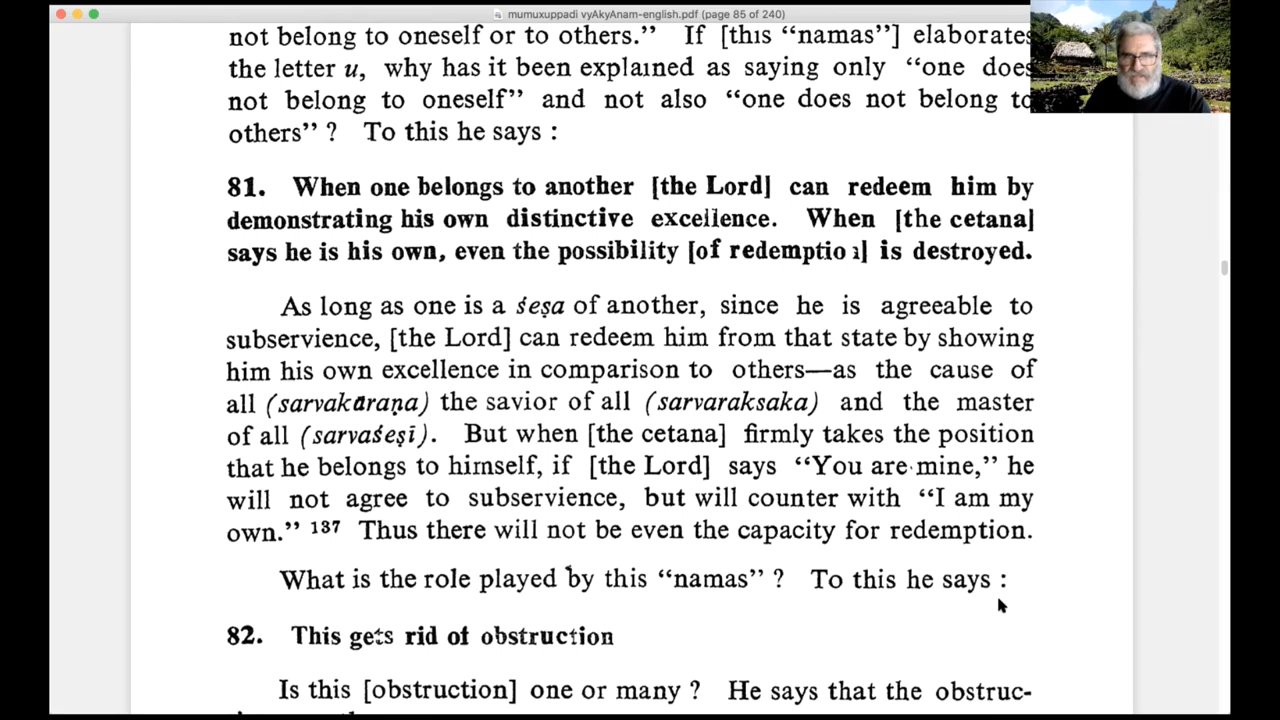 mumuxuppadi vyAkyAnam-english.pdf (page 85 of 240)
not belong to oneself or to others.” If [this “namas”] elaborates
the letter u, why has it been explained as saying only “one does
not belong to oneself” and not also “one does not belong to
others” ? To this he says :
81. When one belongs to another [the Lord] can redeem him by
demonstrating his own distinctive excellence. When [the cetana]
says he is his own, even the possibility [of redemption] is destroyed.
As long as one is a śeṣa of another, since he is agreeable to
subservience, [the Lord] can redeem him from that state by showing
him his own excellence in comparison to others—as the cause of
all (sarvakāraṇa) the savior of all (sarvaraksaka) and the master
of all (sarvaśeṣi). But when [the cetana] firmly takes the position
that he belongs to himself, if [the Lord] says “You are mine,” he
will not agree to subservience, but will counter with “I am my
own.” 137 Thus there will not be even the capacity for redemption.
What is the role played by this “namas” ? To this he says :
82. This gets rid of obstruction
Is this [obstruction] one or many ? He says that the obstruc-